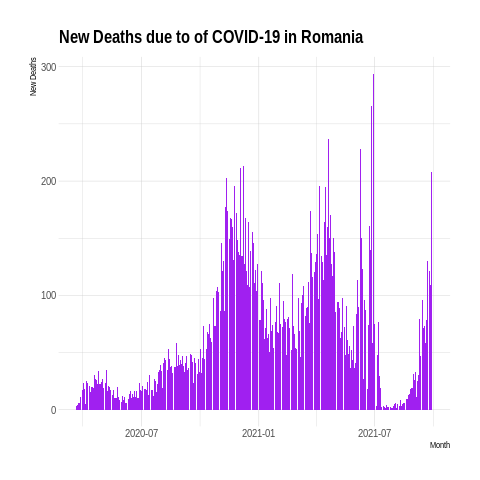 New Deaths due to of COVID-19 in Romania
New Deaths
300
200
100
0
2020-07
2021-01
2021-07
Month